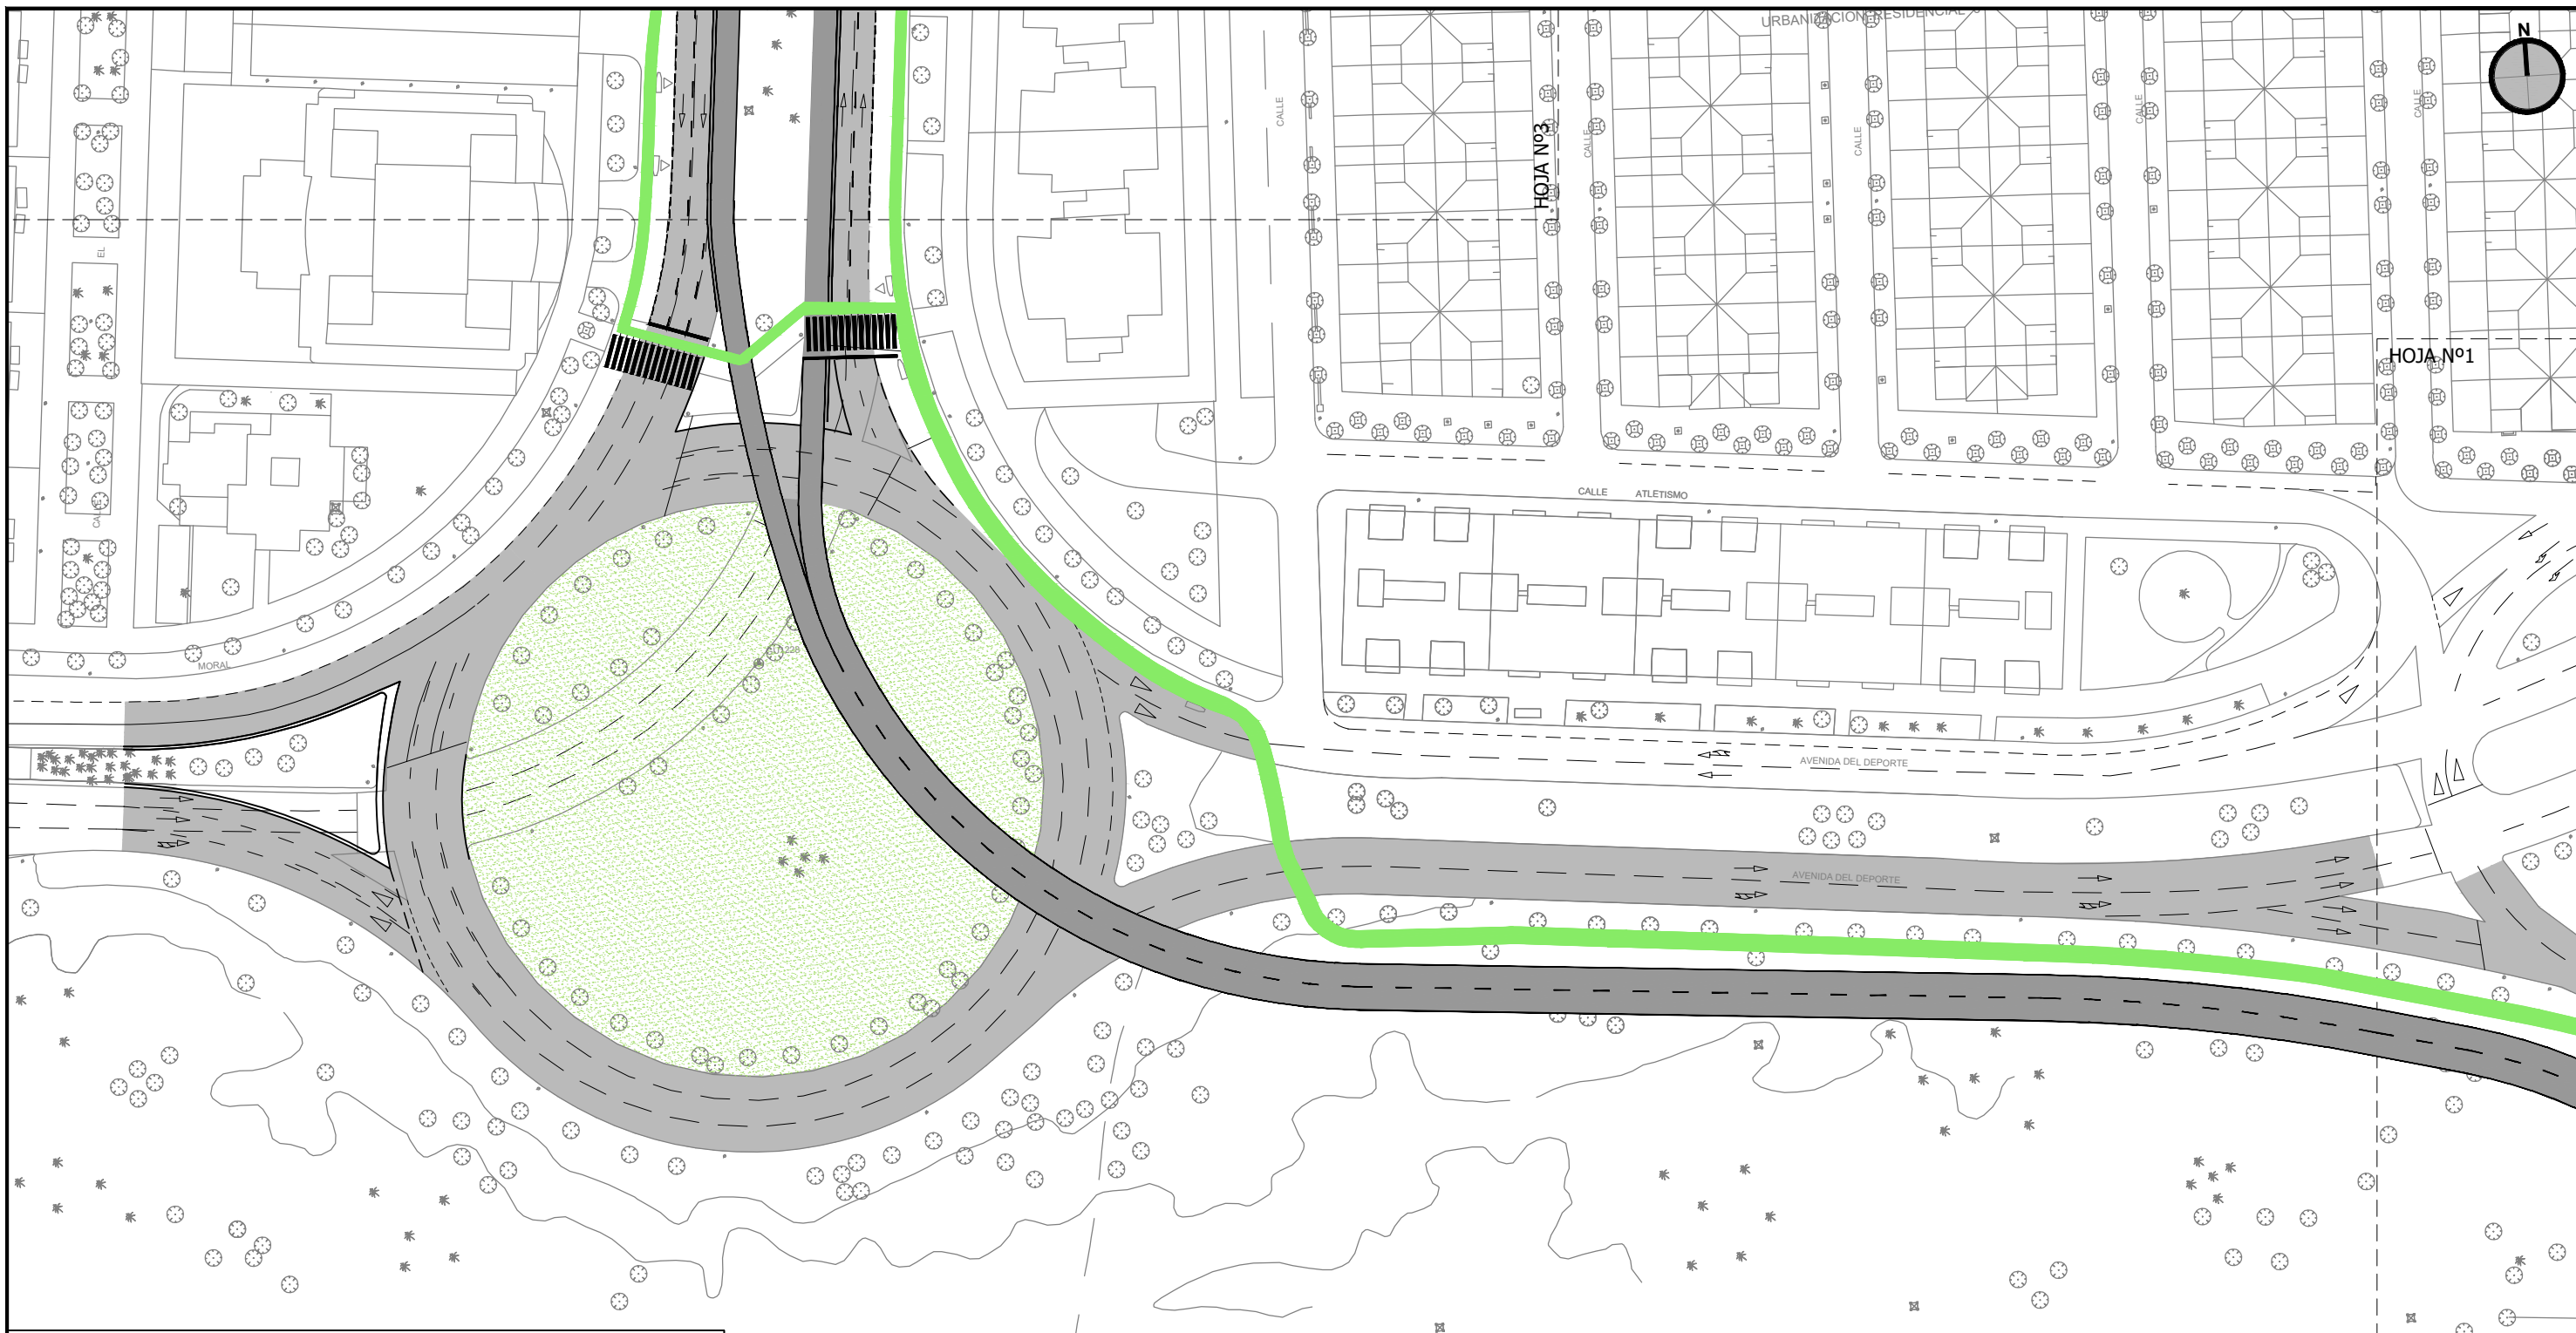 URBANIZACION RESIDENCIAL
N
CALLE
HOJA Nº3
CALLE
CALLE
CALLE
CALLE
EL
HOJA Nº1
CALLE
CALLE ATLETISMO
MORAL
AVENIDA DEL DEPORTE
AVENIDA DEL DEPORTE